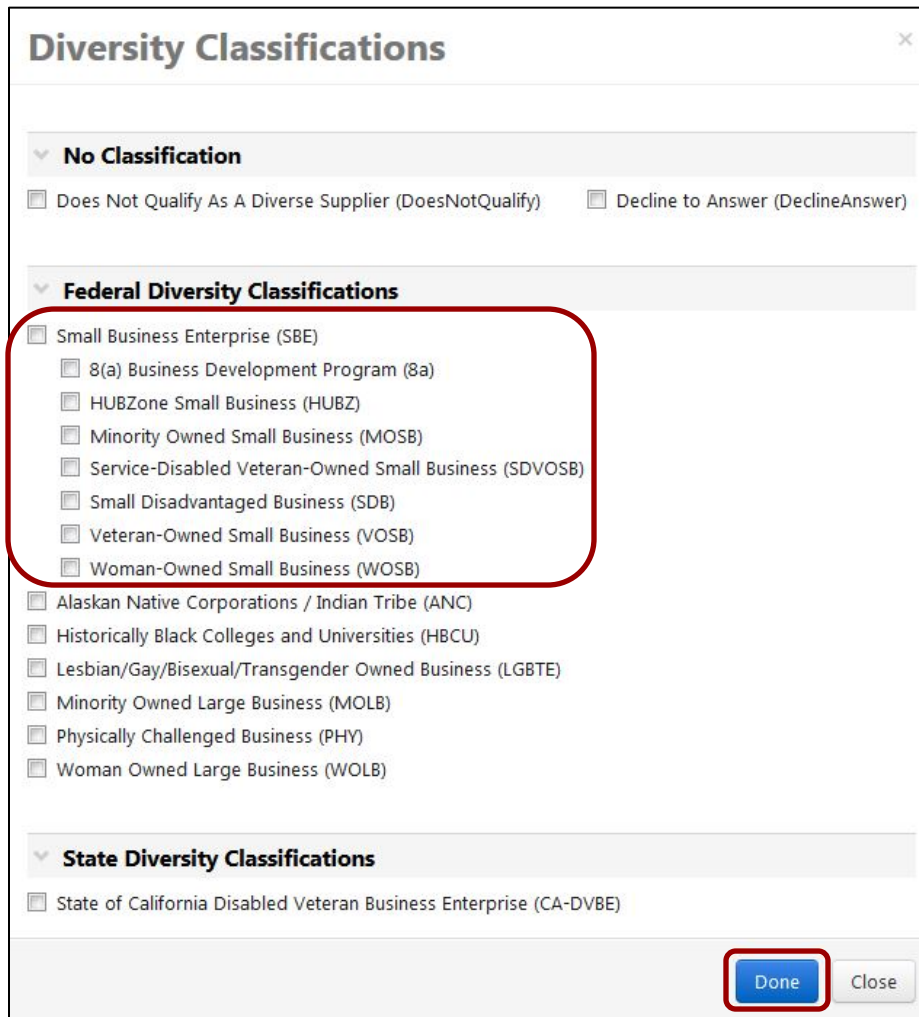 Diversity Classifications
×
No Classification
Does Not Qualify As A Diverse Supplier (DoesNotQualify) Decline to Answer (DeclineAnswer)
Federal Diversity Classifications
Small Business Enterprise (SBE)
8(a) Business Development Program (8a)
HUBZone Small Business (HUBZ)
Minority Owned Small Business (MOSB)
Service-Disabled Veteran-Owned Small Business (SDVOSB)
Small Disadvantaged Business (SDB)
Veteran-Owned Small Business (VOSB)
Woman-Owned Small Business (WOSB)
Alaskan Native Corporations / Indian Tribe (ANC)
Historically Black Colleges and Universities (HBCU)
Lesbian/Gay/Bisexual/Transgender Owned Business (LGBTE)
Minority Owned Large Business (MOLB)
Physically Challenged Business (PHY)
Woman Owned Large Business (WOLB)
State Diversity Classifications
State of California Disabled Veteran Business Enterprise (CA-DVBE)
Done Close